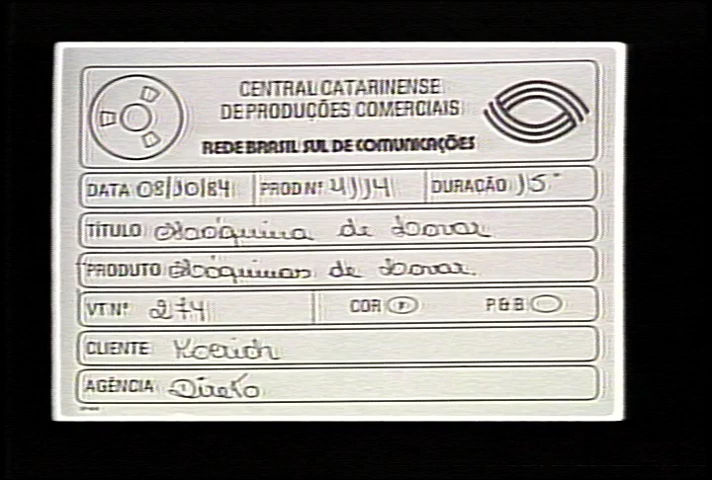 CENTRAL CATARINENSE
DE PRODUÇÕES COMERCIAIS
REDE BRASIL SUL DE COMUNICAÇÕES
DATA 08/10/84 PROD Nº 4114 DURAÇÃO 15"
TÍTULO Máquina de Lavar
PRODUTO Máquinas de Lavar.
VT Nº 274 COR P&B
CLIENTE Koerich
AGÊNCIA Direto